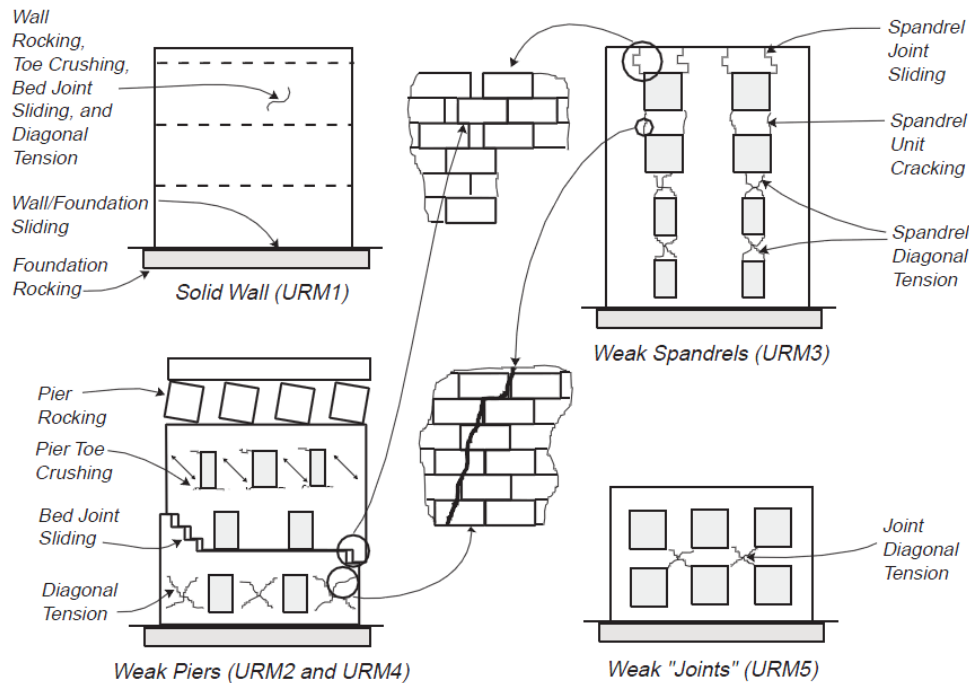 Wall
Rocking,
Toe Crushing,
Bed Joint
Sliding, and
Diagonal
Tension
Wall/Foundation
Sliding
Foundation
Rocking
Solid Wall (URM1)
Spandrel
Joint
Sliding
Spandrel
Unit
Cracking
Spandrel
Diagonal
Tension
Weak Spandrels (URM3)
Pier
Rocking
Pier Toe
Crushing
Bed Joint
Sliding
Diagonal
Tension
Weak Piers (URM2 and URM4)
Joint
Diagonal
Tension
Weak "Joints" (URM5)